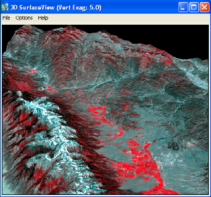 3D SurfaceView (Vert Exag: 5.0)
File Options Help